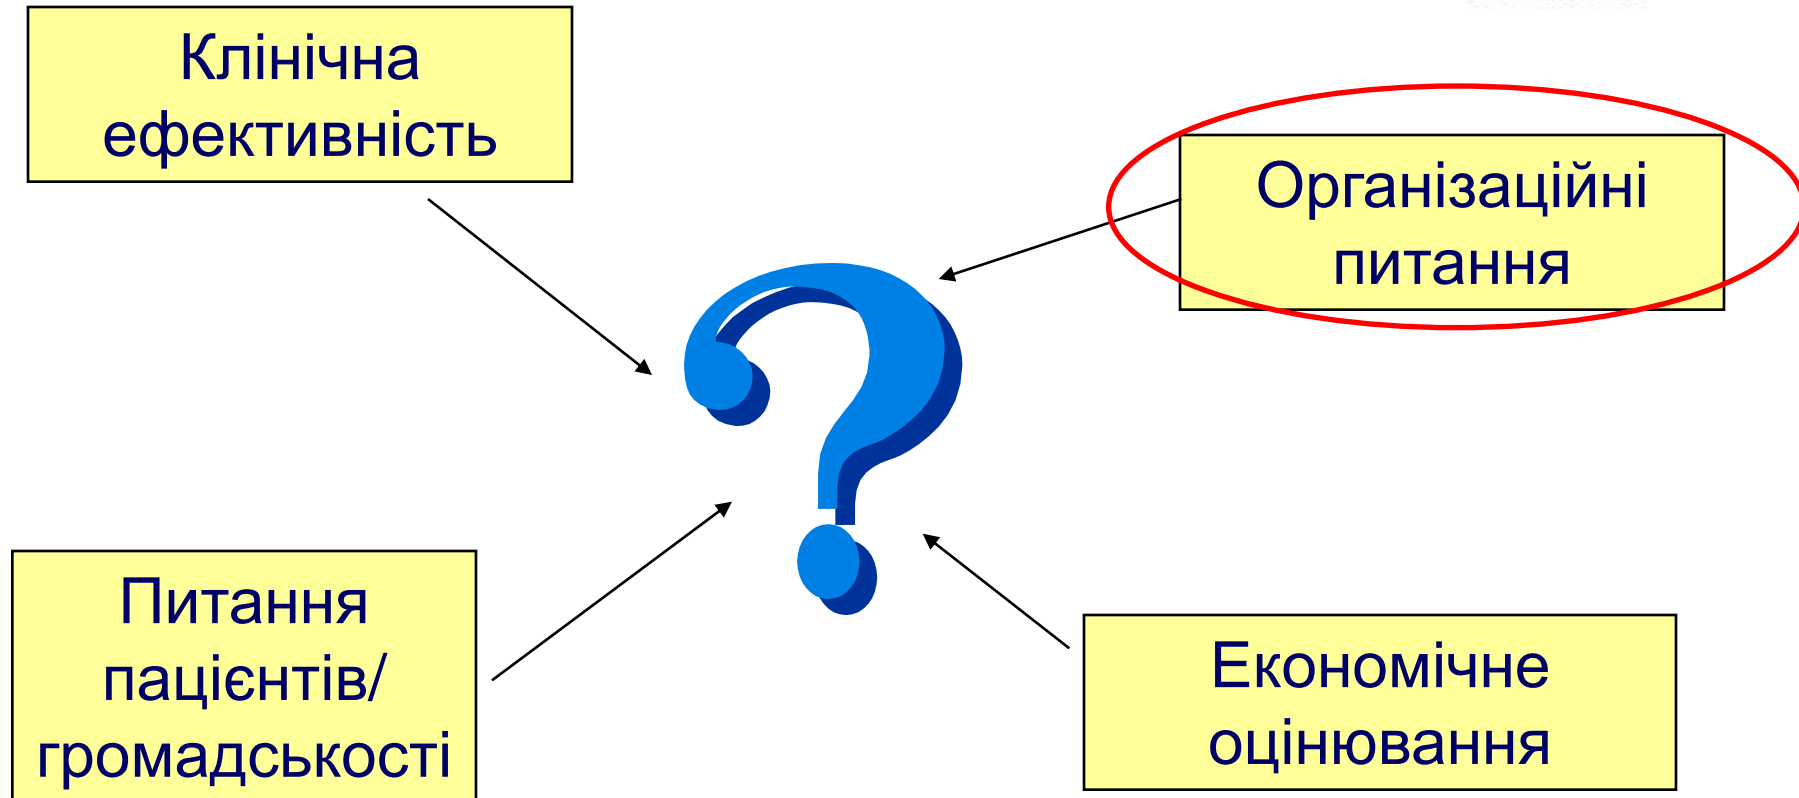 Клінічна
ефективність
Організаційні
питання
Питання
пацієнтів/
громадськості
Економічне
оцінювання